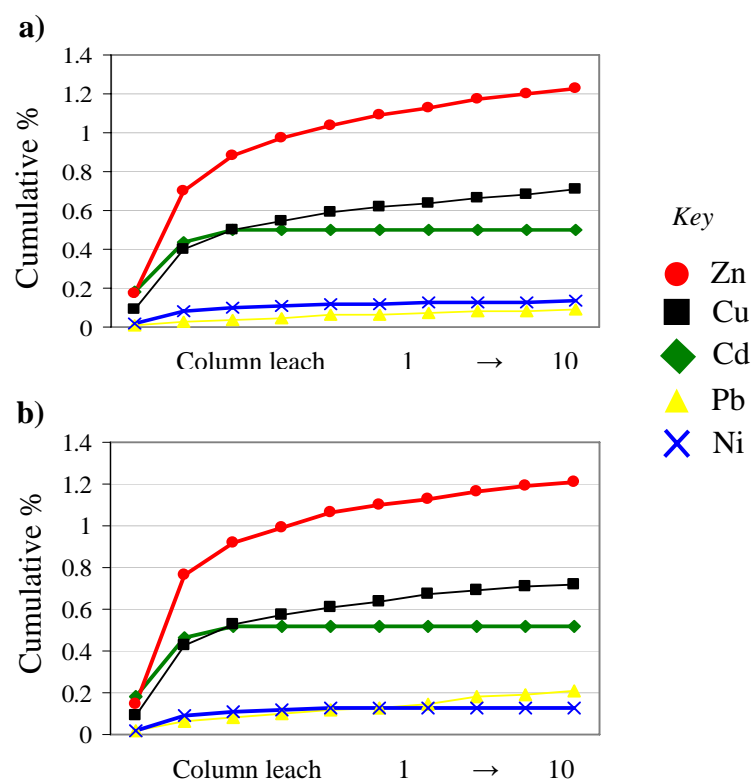 a)
Cumulative %
1.4
1.2
1
0.8
0.6
0.4
0.2
0
Column leach 1 → 10
Key
Zn
Cu
Cd
Pb
Ni
b)
Cumulative %
1.4
1.2
1
0.8
0.6
0.4
0.2
0
Column leach 1 → 10